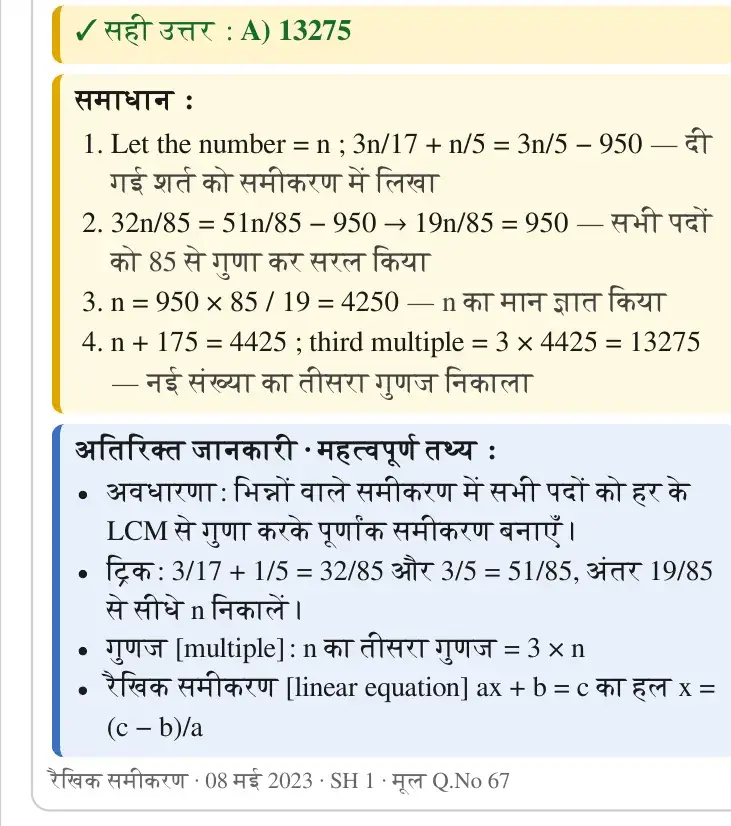 ✓ सही उत्तर : A) 13275
समाधान :
1. Let the number = n ; 3n/17 + n/5 = 3n/5 − 950 — दी
गई शर्त को समीकरण में लिखा
2. 32n/85 = 51n/85 − 950 → 19n/85 = 950 — सभी पदों
को 85 से गुणा कर सरल किया
3. n = 950 × 85 / 19 = 4250 — n का मान ज्ञात किया
4. n + 175 = 4425 ; third multiple = 3 × 4425 = 13275
— नई संख्या का तीसरा गुणज निकाला
अतिरिक्त जानकारी · महत्वपूर्ण तथ्य :
• अवधारणा : भिन्नों वाले समीकरण में सभी पदों को हर के
LCM से गुणा करके पूर्णांक समीकरण बनाएँ।
• ट्रिक : 3/17 + 1/5 = 32/85 और 3/5 = 51/85, अंतर 19/85
से सीधे n निकालें।
• गुणज [multiple] : n का तीसरा गुणज = 3 × n
• रैखिक समीकरण [linear equation] ax + b = c का हल x =
(c − b)/a
रैखिक समीकरण · 08 मई 2023 · SH 1 · मूल Q.No 67